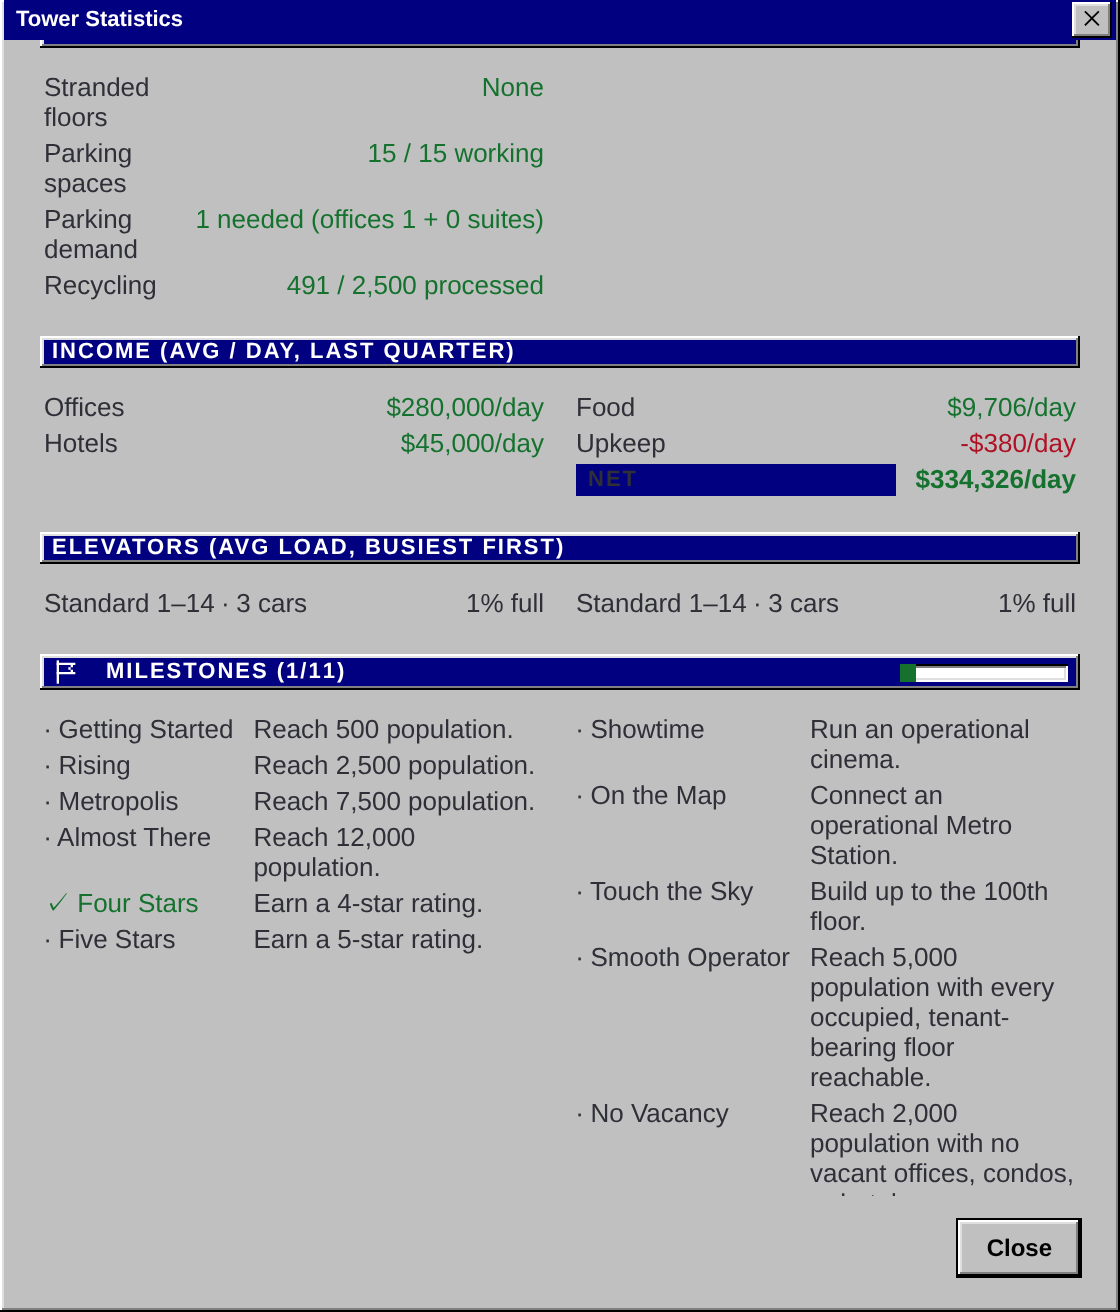 Tower Statistics
Stranded floors None
Parking spaces 15 / 15 working
Parking demand 1 needed (offices 1 + 0 suites)
Recycling 491 / 2,500 processed
INCOME (AVG / DAY, LAST QUARTER)
Offices $280,000/day
Hotels $45,000/day
Food $9,706/day
Upkeep -$380/day
NET $334,326/day
ELEVATORS (AVG LOAD, BUSIEST FIRST)
Standard 1–14 · 3 cars 1% full
Standard 1–14 · 3 cars 1% full
MILESTONES (1/11)
· Getting Started Reach 500 population.
· Rising Reach 2,500 population.
· Metropolis Reach 7,500 population.
· Almost There Reach 12,000
population.
✓ Four Stars Earn a 4-star rating.
· Five Stars Earn a 5-star rating.
· Showtime Run an operational
cinema.
· On the Map Connect an
operational Metro
Station.
· Touch the Sky Build up to the 100th
floor.
· Smooth Operator Reach 5,000
population with every
occupied, tenant-
bearing floor
reachable.
· No Vacancy Reach 2,000
population with no
vacant offices, condos,
Close